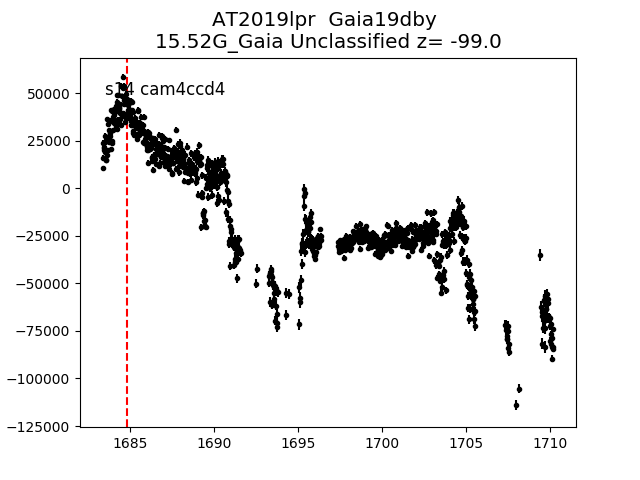 AT2019lpr  Gaia19dby
15.52G_Gaia Unclassified z= -99.0
s14 cam4ccd4
50000
25000
0
−25000
−50000
−75000
−100000
−125000
1685 1690 1695 1700 1705 1710